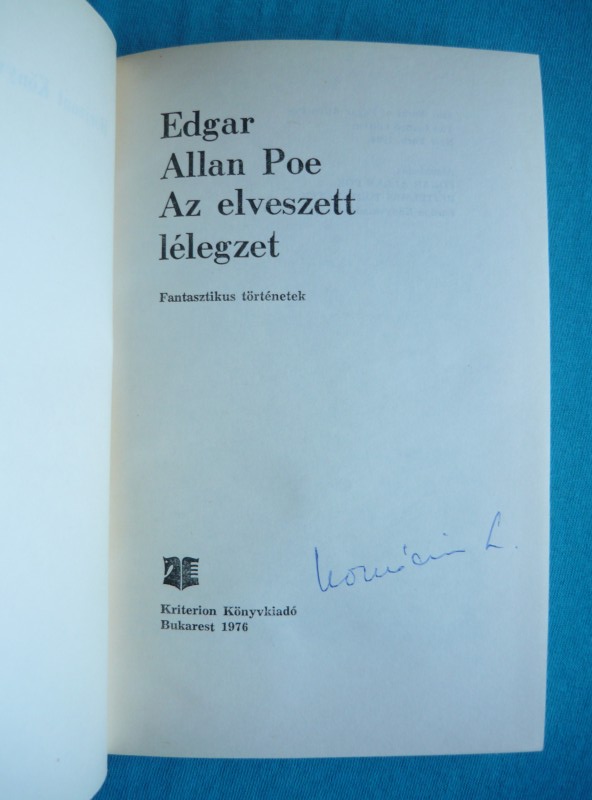 Edgar
Allan Poe
Az elveszett
lélegzet
Fantasztikus történetek
Kriterion Könyvkiadó
Bukarest 1976